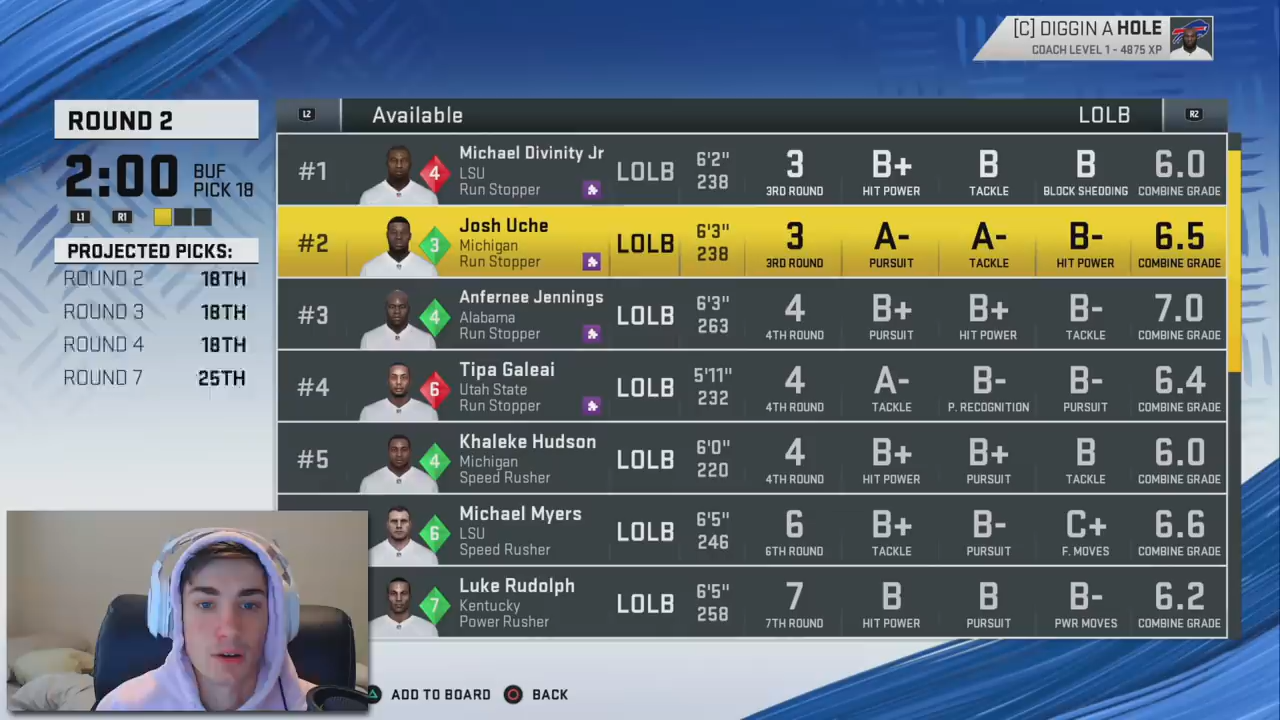 [C] DIGGIN A HOLE
COACH LEVEL 1 - 4875 XP
ROUND 2
2:00
BUF
PICK 18
L1
R1
PROJECTED PICKS:
ROUND 2 18TH
ROUND 3 18TH
ROUND 4 18TH
ROUND 7 25TH
L2
Available
LOLB
R2
#1
4
Michael Divinity Jr
LSU
Run Stopper
LOLB
6'2"
238
3 B+ B B 6.0
3RD ROUND HIT POWER TACKLE BLOCK SHEDDING COMBINE GRADE
#2
3
Josh Uche
Michigan
Run Stopper
LOLB
6'3"
238
3 A- A- B- 6.5
3RD ROUND PURSUIT TACKLE HIT POWER COMBINE GRADE
#3
4
Anfernee Jennings
Alabama
Run Stopper
LOLB
6'3"
263
4 B+ B+ B- 7.0
4TH ROUND PURSUIT HIT POWER TACKLE COMBINE GRADE
#4
6
Tipa Galeai
Utah State
Run Stopper
LOLB
5'11"
232
4 A- B- B- 6.4
4TH ROUND TACKLE P. RECOGNITION PURSUIT COMBINE GRADE
#5
4
Khaleke Hudson
Michigan
Speed Rusher
LOLB
6'0"
220
4 B+ B+ B 6.0
4TH ROUND HIT POWER PURSUIT TACKLE COMBINE GRADE
6
Michael Myers
LSU
Speed Rusher
LOLB
6'5"
246
6 B+ B- C+ 6.6
6TH ROUND TACKLE PURSUIT F. MOVES COMBINE GRADE
7
Luke Rudolph
Kentucky
Power Rusher
LOLB
6'5"
258
7 B B B- 6.2
7TH ROUND HIT POWER PURSUIT PWR MOVES COMBINE GRADE
ADD TO BOARD BACK